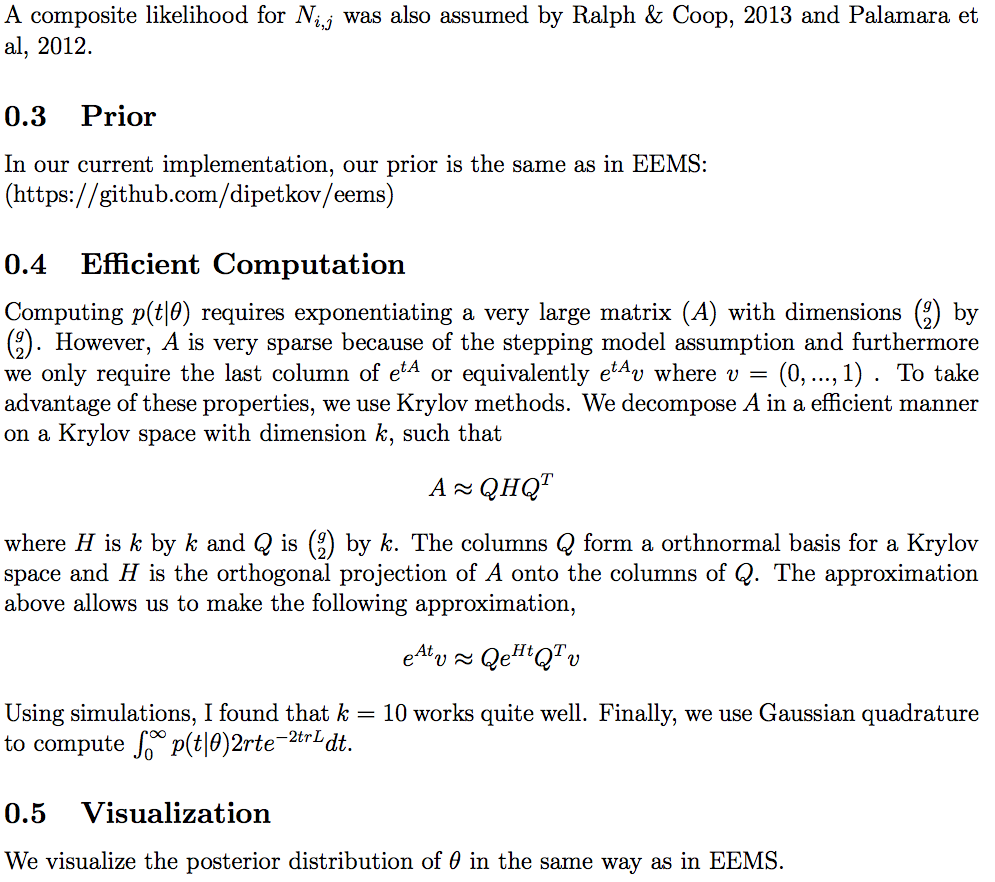 A composite likelihood for N_{i,j} was also assumed by Ralph & Coop, 2013 and Palamara et
al, 2012.
0.3 Prior
In our current implementation, our prior is the same as in EEMS:
(https://github.com/dipetkov/eems)
0.4 Efficient Computation
Computing p(t|θ) requires exponentiating a very large matrix (A) with dimensions \binom{g}{2} by
\binom{g}{2}. However, A is very sparse because of the stepping model assumption and furthermore
we only require the last column of e^{tA} or equivalently e^{tA}v where v = (0, ..., 1) . To take
advantage of these properties, we use Krylov methods. We decompose A in a efficient manner
on a Krylov space with dimension k, such that
A ≈ QHQ^T
where H is k by k and Q is \binom{g}{2} by k. The columns Q form a orthnormal basis for a Krylov
space and H is the orthogonal projection of A onto the columns of Q. The approximation
above allows us to make the following approximation,
e^{At}v ≈ Qe^{Ht}Q^Tv
Using simulations, I found that k = 10 works quite well. Finally, we use Gaussian quadrature
to compute ∫_0^∞ p(t|θ)2rte^{-2trL}dt.
0.5 Visualization
We visualize the posterior distribution of θ in the same way as in EEMS.